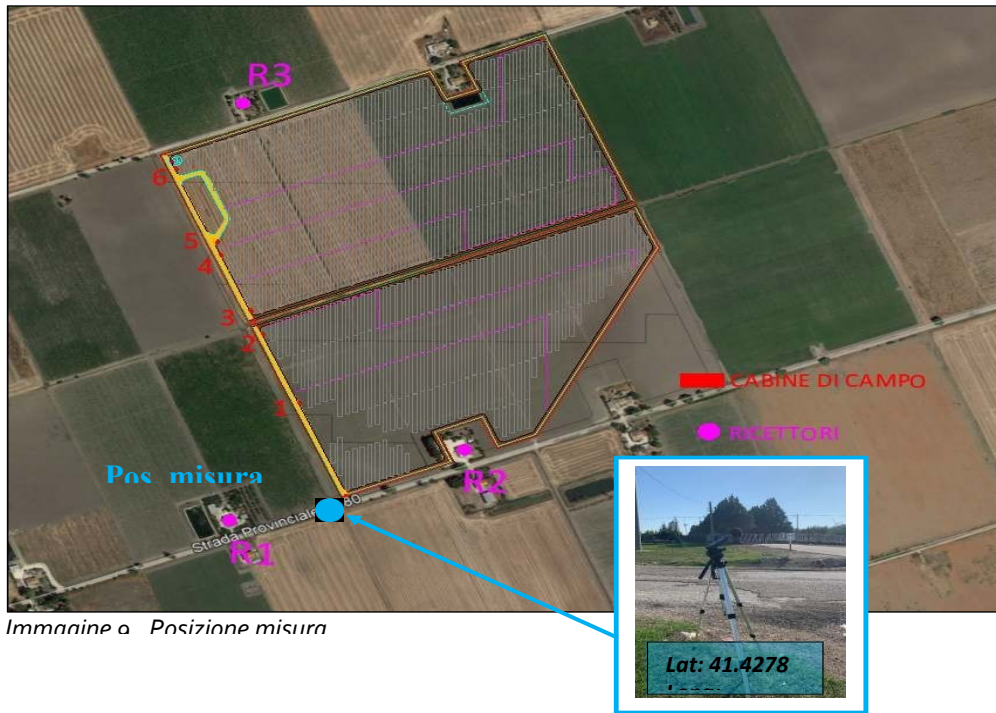 R3
6
5
4
3
2
1
CABINE DI CAMPO
RICETTORI
R2
Pos misura
Strada Provinciale 80
R1
Immagine 9 Posizione misura
Lat: 41.4278